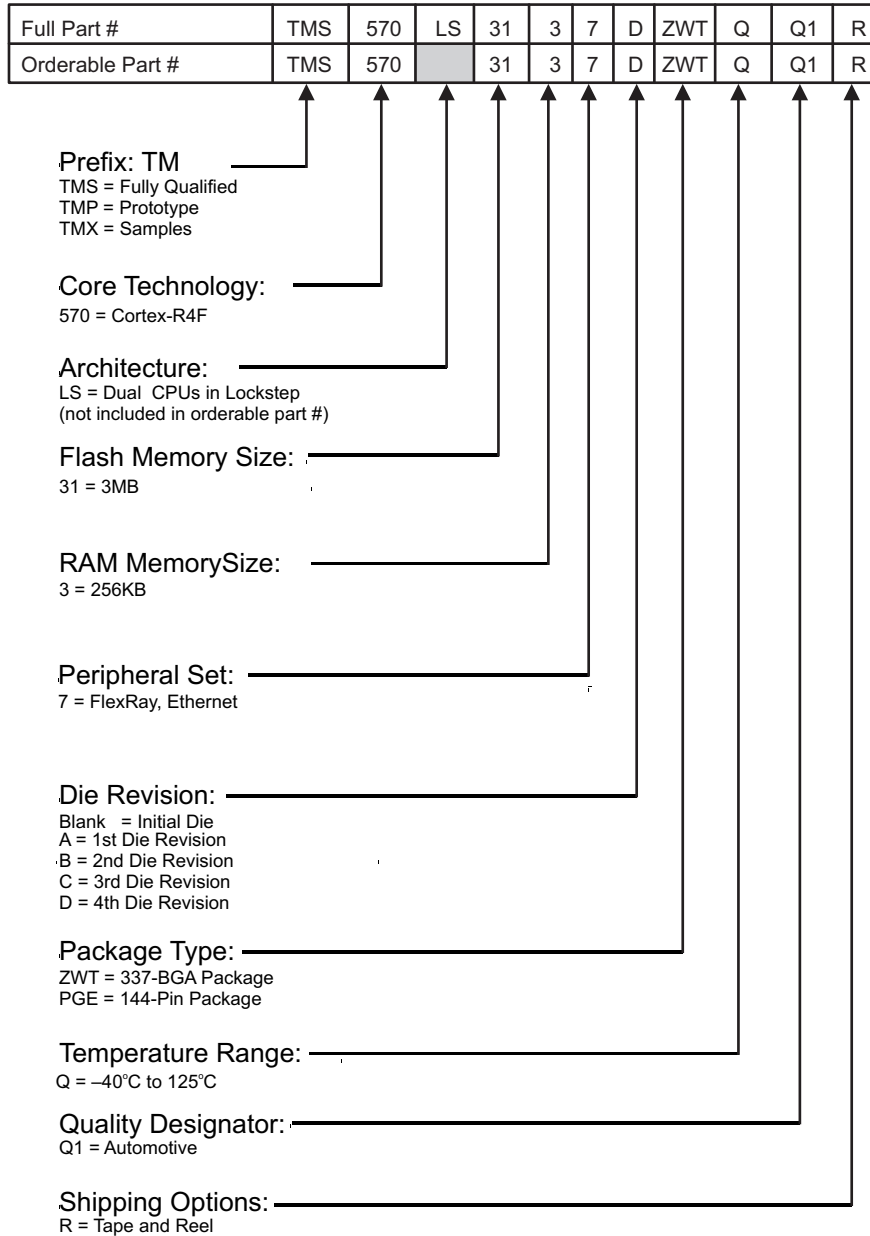 Full Part # TMS 570 LS 31 3 7 D ZWT Q Q1 R
Orderable Part # TMS 570 31 3 7 D ZWT Q Q1 R
Prefix: TM
TMS = Fully Qualified
TMP = Prototype
TMX = Samples
Core Technology:
570 = Cortex-R4F
Architecture:
LS = Dual CPUs in Lockstep
(not included in orderable part #)
Flash Memory Size:
31 = 3MB
RAM MemorySize:
3 = 256KB
Peripheral Set:
7 = FlexRay, Ethernet
Die Revision:
Blank = Initial Die
A = 1st Die Revision
B = 2nd Die Revision
C = 3rd Die Revision
D = 4th Die Revision
Package Type:
ZWT = 337-BGA Package
PGE = 144-Pin Package
Temperature Range:
Q = –40°C to 125°C
Quality Designator:
Q1 = Automotive
Shipping Options:
R = Tape and Reel